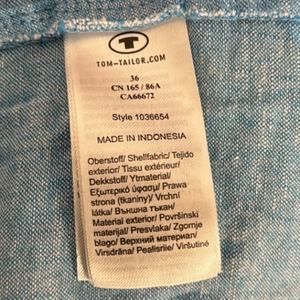 T
TOM-TAILOR.COM
36
CN 165 / 86A
CA66672
Style 1036654
MADE IN INDONESIA
Oberstoff/ Shellfabric/ Tejido
exterior/ Tissu extérieur/
Dekkstoff/ Ytmaterial/
Εξωτερικό ύφασμ/ Prawa
strona (tkaniny)/ Vrchní
látka/ Външна тъкан/
Material exterior/ Površinski
materijal/ Presvlaka/ Zgornje
blago/ Верхний материал/
Virsdrāna/ Pealisriie/ Viršutinė